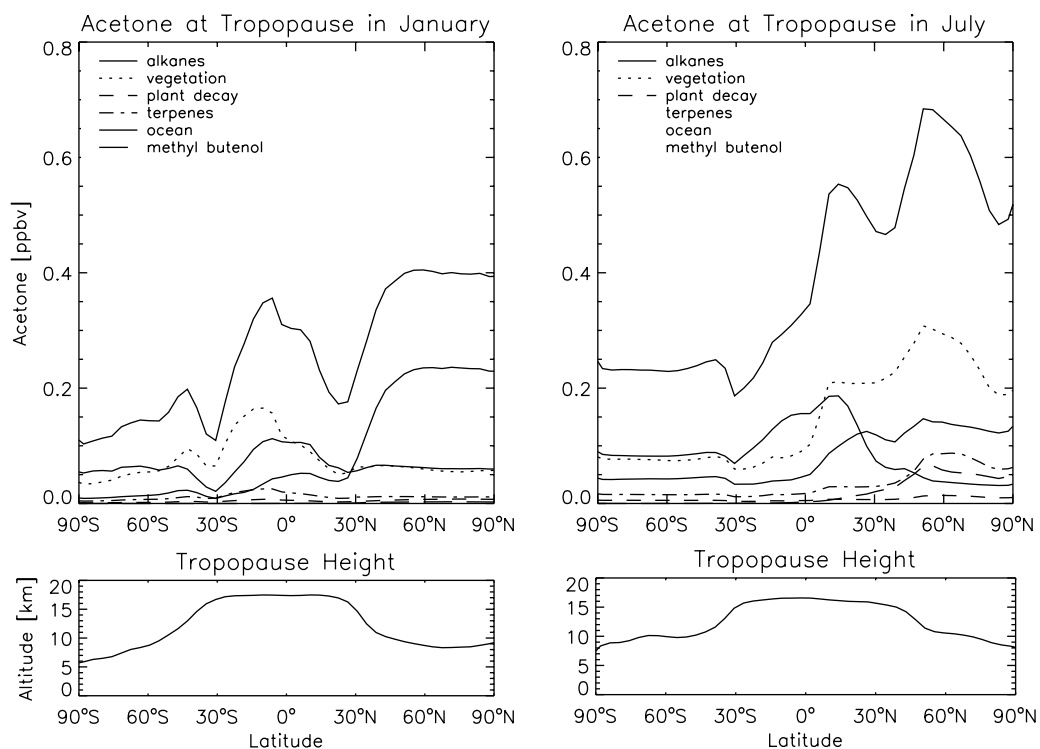 Acetone at Tropopause in January
0.8
0.6
0.4
0.2
0.0
Acetone [ppbv]
alkanes
vegetation
plant decay
terpenes
ocean
methyl butenol
90°S 60°S 30°S 0° 30°N 60°N 90°N
Acetone at Tropopause in July
0.8
0.6
0.4
0.2
0.0
alkanes
vegetation
plant decay
terpenes
ocean
methyl butenol
90°S 60°S 30°S 0° 30°N 60°N 90°N
Tropopause Height
20
15
10
5
0
Altitude [km]
90°S 60°S 30°S 0° 30°N 60°N 90°N
Latitude
Tropopause Height
20
15
10
5
0
90°S 60°S 30°S 0° 30°N 60°N 90°N
Latitude